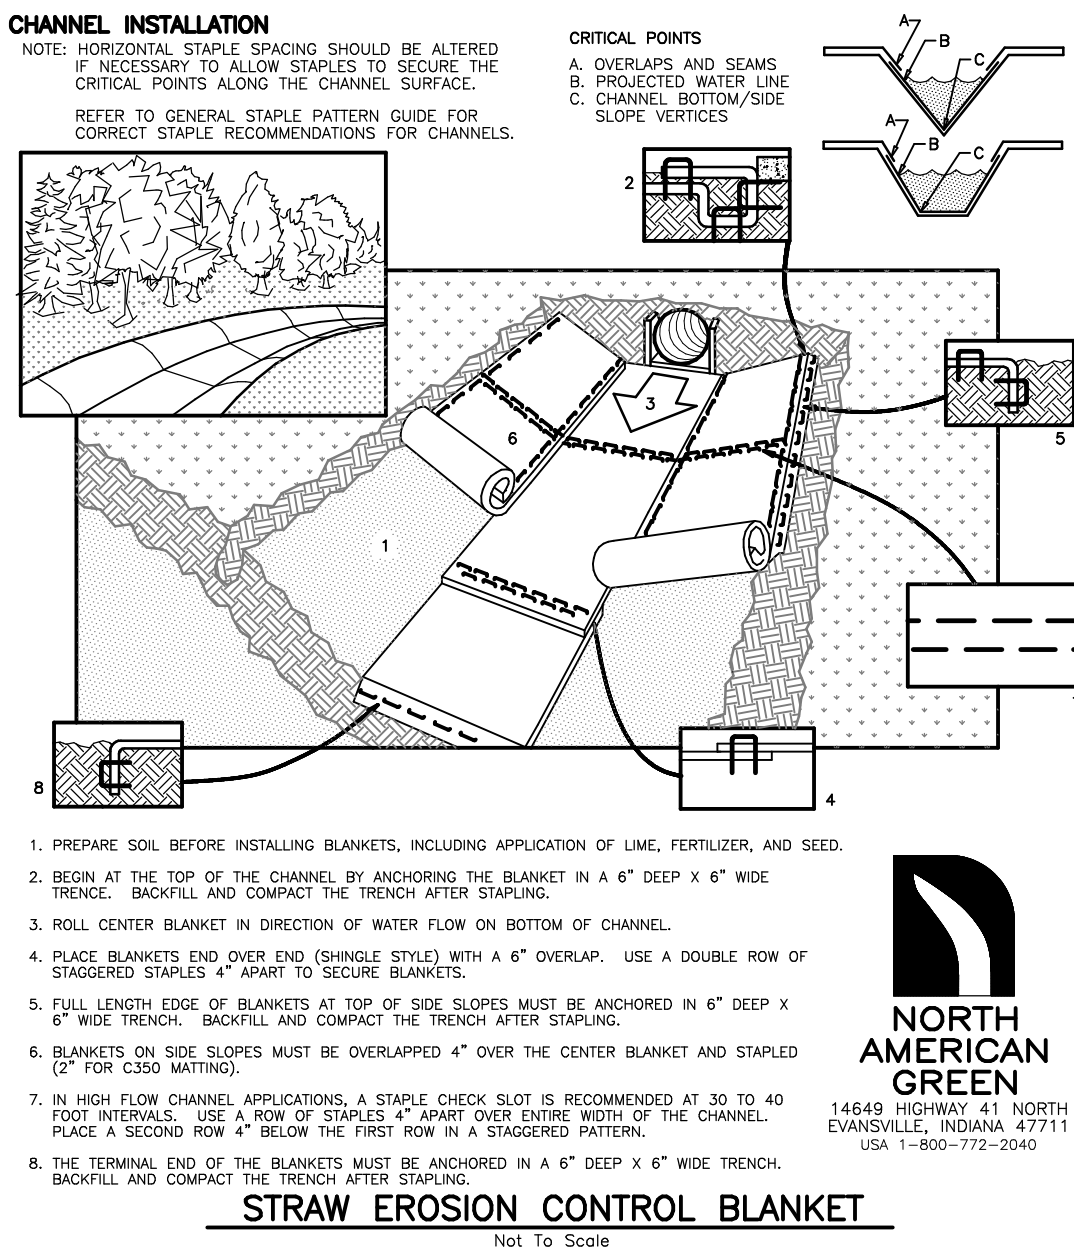 CHANNEL INSTALLATION
NOTE: HORIZONTAL STAPLE SPACING SHOULD BE ALTERED
IF NECESSARY TO ALLOW STAPLES TO SECURE THE
CRITICAL POINTS ALONG THE CHANNEL SURFACE.
REFER TO GENERAL STAPLE PATTERN GUIDE FOR
CORRECT STAPLE RECOMMENDATIONS FOR CHANNELS.
CRITICAL POINTS
A. OVERLAPS AND SEAMS
B. PROJECTED WATER LINE
C. CHANNEL BOTTOM/SIDE
SLOPE VERTICES
A
B
C
A
B
C
2
3
5
6
1
8
4
1. PREPARE SOIL BEFORE INSTALLING BLANKETS, INCLUDING APPLICATION OF LIME, FERTILIZER, AND SEED.
2. BEGIN AT THE TOP OF THE CHANNEL BY ANCHORING THE BLANKET IN A 6" DEEP X 6" WIDE
TRENCE. BACKFILL AND COMPACT THE TRENCH AFTER STAPLING.
3. ROLL CENTER BLANKET IN DIRECTION OF WATER FLOW ON BOTTOM OF CHANNEL.
4. PLACE BLANKETS END OVER END (SHINGLE STYLE) WITH A 6" OVERLAP. USE A DOUBLE ROW OF
STAGGERED STAPLES 4" APART TO SECURE BLANKETS.
5. FULL LENGTH EDGE OF BLANKETS AT TOP OF SIDE SLOPES MUST BE ANCHORED IN 6" DEEP X
6" WIDE TRENCH. BACKFILL AND COMPACT THE TRENCH AFTER STAPLING.
6. BLANKETS ON SIDE SLOPES MUST BE OVERLAPPED 4" OVER THE CENTER BLANKET AND STAPLED
(2" FOR C350 MATTING).
7. IN HIGH FLOW CHANNEL APPLICATIONS, A STAPLE CHECK SLOT IS RECOMMENDED AT 30 TO 40
FOOT INTERVALS. USE A ROW OF STAPLES 4" APART OVER ENTIRE WIDTH OF THE CHANNEL.
PLACE A SECOND ROW 4" BELOW THE FIRST ROW IN A STAGGERED PATTERN.
8. THE TERMINAL END OF THE BLANKETS MUST BE ANCHORED IN A 6" DEEP X 6" WIDE TRENCH.
BACKFILL AND COMPACT THE TRENCH AFTER STAPLING.
NORTH
AMERICAN
GREEN
14649 HIGHWAY 41 NORTH
EVANSVILLE, INDIANA 47711
USA 1-800-772-2040
STRAW EROSION CONTROL BLANKET
Not To Scale